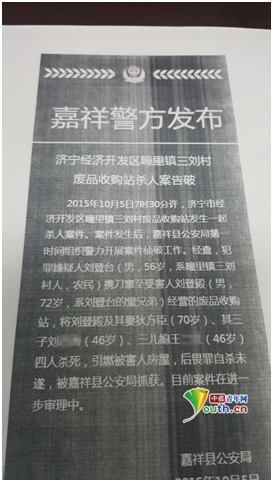 嘉祥警方发布
济宁经济开发区疃里镇三刘村
废品收购站杀人案告破
2015年10月5日7时30分许，济宁市经
济开发区疃里镇三刘村废品收购站发生一起
杀人案件。案件发生后，嘉祥县公安局第一
时间组织警力开展案件侦破工作。经查，犯
罪嫌疑人刘登台（男，56岁，系疃里镇三刘
村人，农民）携刀窜至受害人刘登殿（男，
72岁，系刘登台的堂兄弟）经营的废品收购
站，将刘登殿及其妻狄方臣（70岁）、其三
子刘（46岁）、三儿媳王（46岁）
四人杀死，引燃被害人房屋，后畏罪自杀未
遂，被嘉祥县公安局抓获。目前案件在进一
步审理中。
嘉祥县公安局
2015年10月5日
中国青年网
Youth.cn